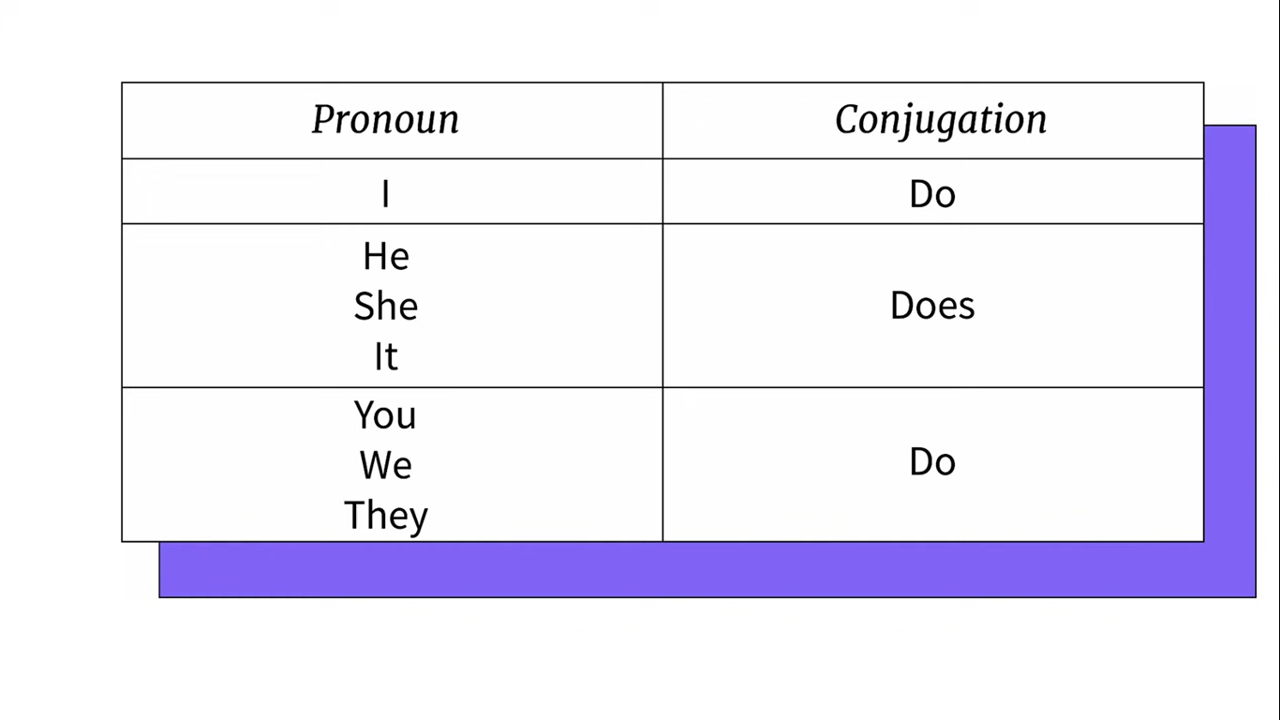 Pronoun Conjugation
I Do
He
She Does
It
You
We Do
They